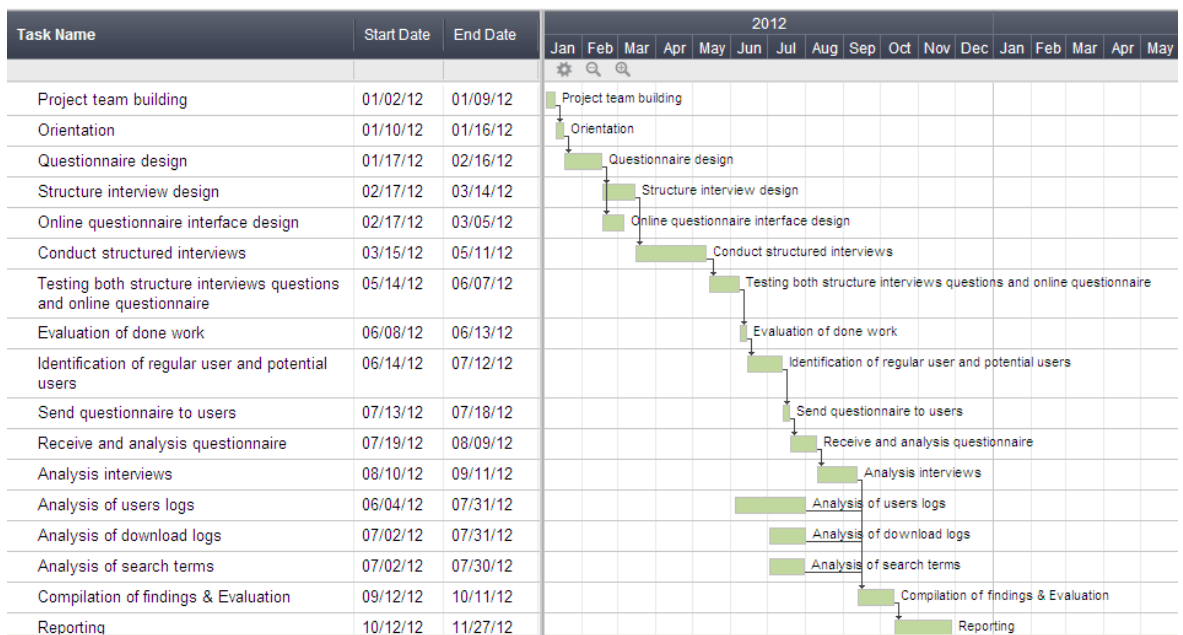 Task Name Start Date End Date 2012
Jan Feb Mar Apr May Jun Jul Aug Sep Oct Nov Dec Jan Feb Mar Apr May
Project team building 01/02/12 01/09/12 Project team building
Orientation 01/10/12 01/16/12 Orientation
Questionnaire design 01/17/12 02/16/12 Questionnaire design
Structure interview design 02/17/12 03/14/12 Structure interview design
Online questionnaire interface design 02/17/12 03/05/12 Online questionnaire interface design
Conduct structured interviews 03/15/12 05/11/12 Conduct structured interviews
Testing both structure interviews questions 05/14/12 06/07/12 Testing both structure interviews questions and online questionnaire
and online questionnaire
Evaluation of done work 06/08/12 06/13/12 Evaluation of done work
Identification of regular user and potential 06/14/12 07/12/12 Identification of regular user and potential users
users
Send questionnaire to users 07/13/12 07/18/12 Send questionnaire to users
Receive and analysis questionnaire 07/19/12 08/09/12 Receive and analysis questionnaire
Analysis interviews 08/10/12 09/11/12 Analysis interviews
Analysis of users logs 06/04/12 07/31/12 Analysis of users logs
Analysis of download logs 07/02/12 07/31/12 Analysis of download logs
Analysis of search terms 07/02/12 07/30/12 Analysis of search terms
Compilation of findings & Evaluation 09/12/12 10/11/12 Compilation of findings & Evaluation
Reporting 10/12/12 11/27/12 Reporting